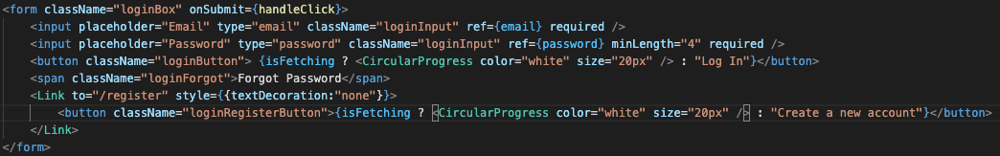 <form className="loginBox" onSubmit={handleClick}>
<input placeholder="Email" type="email" className="loginInput" ref={email} required />
<input placeholder="Password" type="password" className="loginInput" ref={password} minLength="4" required />
<button className="loginButton"> {isFetching ? <CircularProgress color="white" size="20px" /> : "Log In"}</button>
<span className="loginForgot">Forgot Password</span>
<Link to="/register" style={{textDecoration:"none"}}>
<button className="loginRegisterButton">{isFetching ? <CircularProgress color="white" size="20px" /> : "Create a new account"}</button>
</Link>
</form>